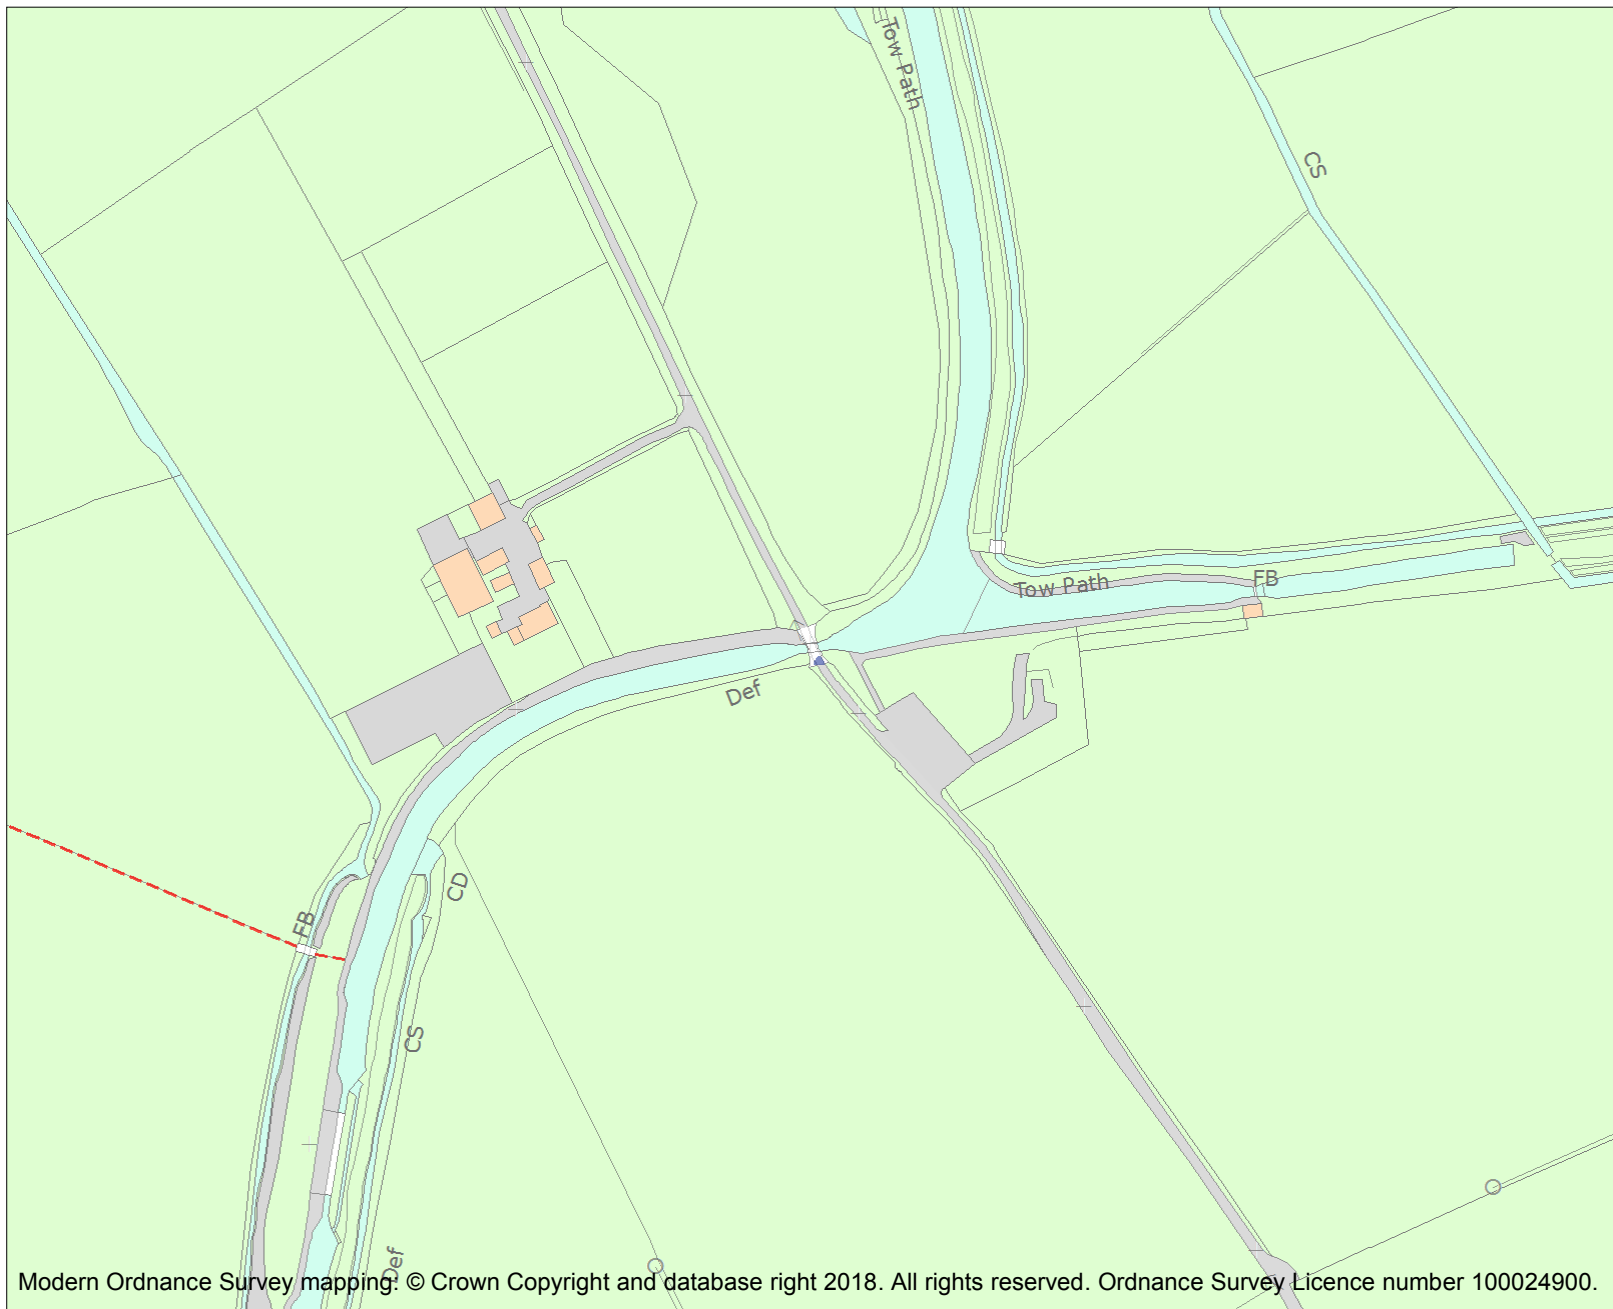 Tow Path
CS
Tow Path
FB
Def
CD
FB
CS
Def
Modern Ordnance Survey mapping: © Crown Copyright and database right 2018. All rights reserved. Ordnance Survey Licence number 100024900.